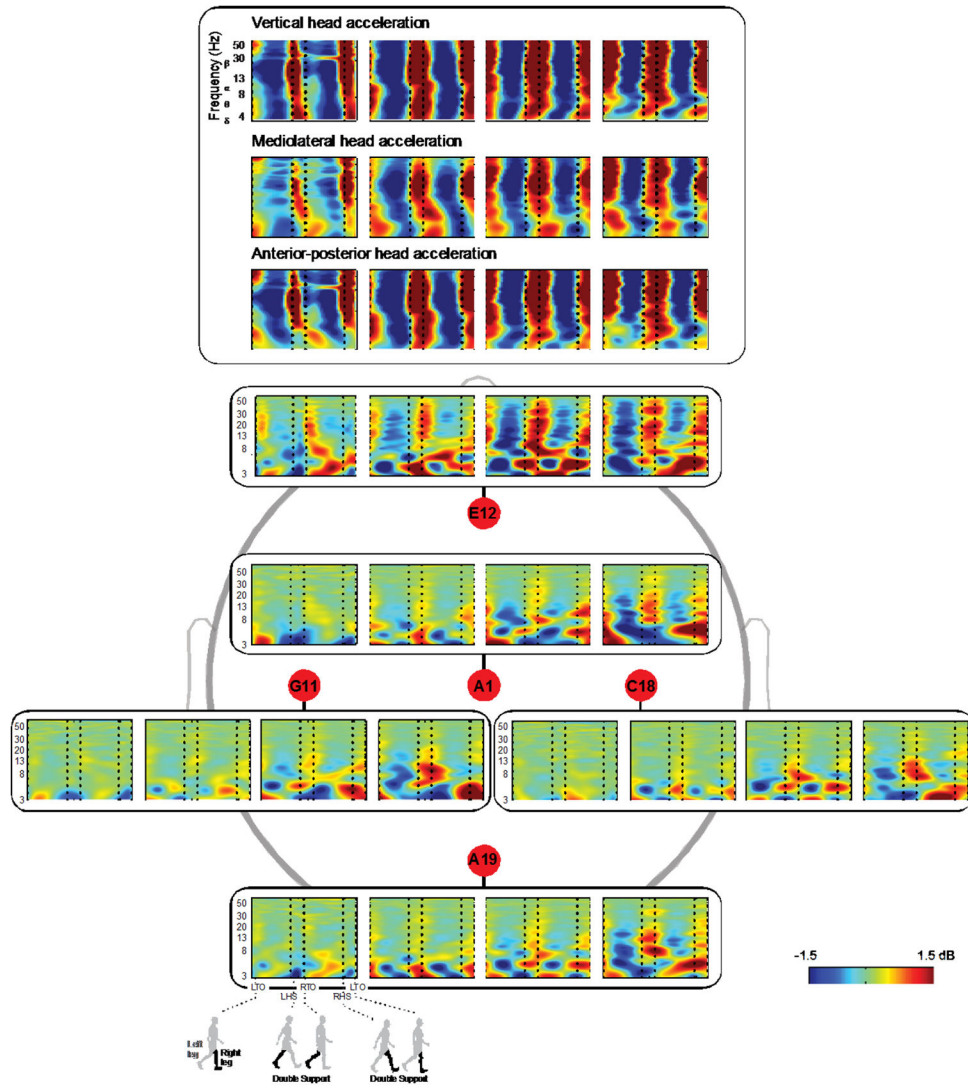 Vertical head acceleration
Frequency (Hz)
50
30
β
13
α
8
θ
4
δ
Mediolateral head acceleration
Anterior-posterior head acceleration
50
30
20
13
8
3
E12
50
30
20
13
8
3
G11
A1
C18
50
30
20
13
8
3
50
30
20
13
8
3
A19
50
30
20
13
8
3
-1.5
1.5 dB
LTO
LHS
RTO
RHS
LTO
Left leg
Right leg
Double Support
Double Support